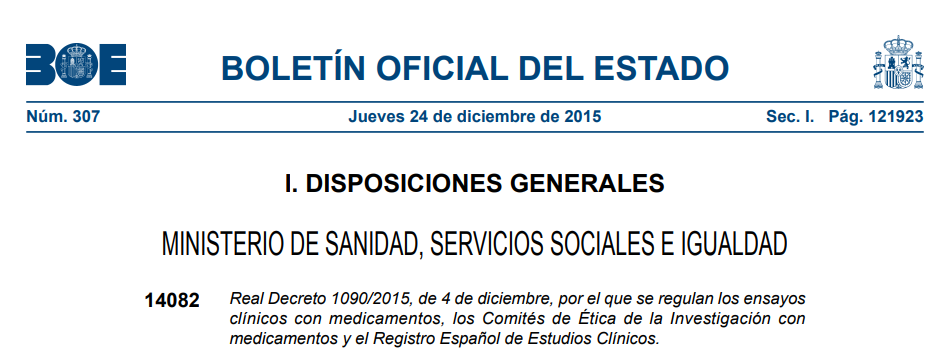 BOE
BOLETÍN OFICIAL DEL ESTADO
Núm. 307 Jueves 24 de diciembre de 2015 Sec. I. Pág. 121923
I. DISPOSICIONES GENERALES
MINISTERIO DE SANIDAD, SERVICIOS SOCIALES E IGUALDAD
14082 Real Decreto 1090/2015, de 4 de diciembre, por el que se regulan los ensayos
clínicos con medicamentos, los Comités de Ética de la Investigación con
medicamentos y el Registro Español de Estudios Clínicos.